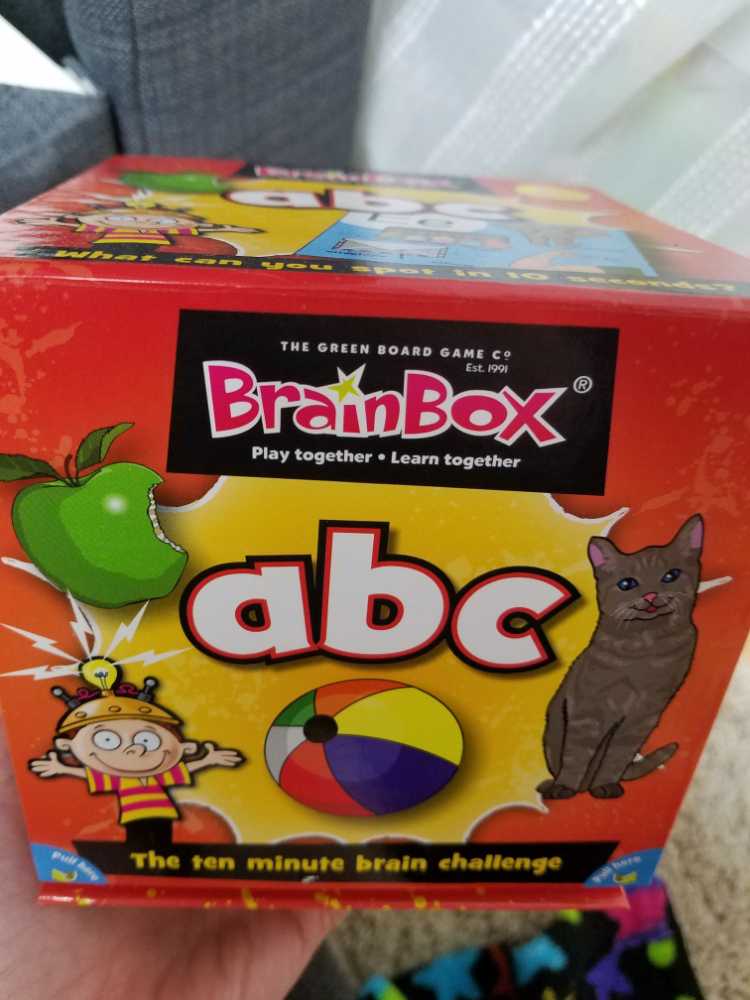 abc
What can you spot in 10 seconds?
THE GREEN BOARD GAME Cº
Est. 1991
BrainBox®
Play together • Learn together
abc
The ten minute brain challenge
Pull here
Pull here